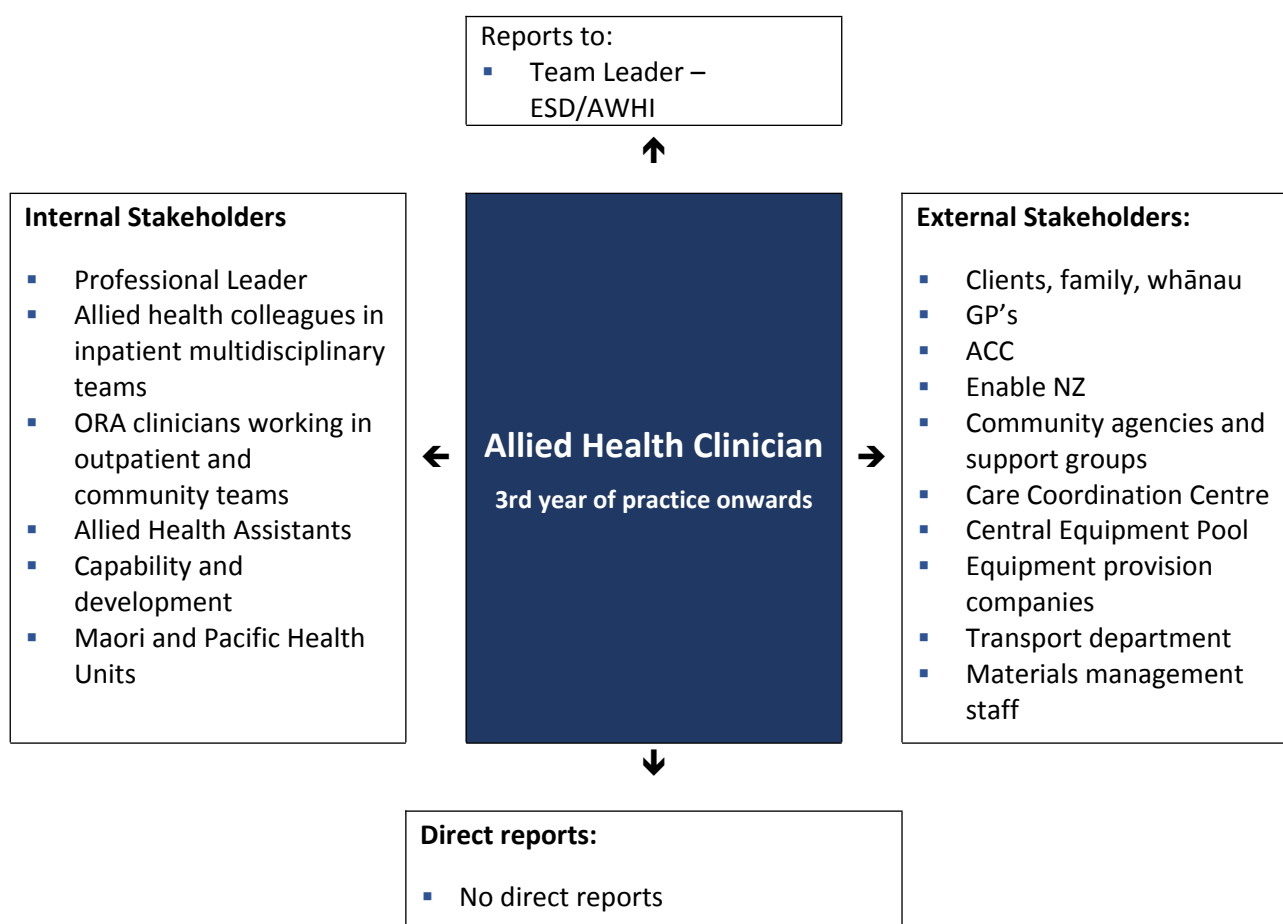 Reports to:
▪ Team Leader –
ESD/AWHI
Internal Stakeholders
▪ Professional Leader
▪ Allied health colleagues in
inpatient multidisciplinary
teams
▪ ORA clinicians working in
outpatient and
community teams
▪ Allied Health Assistants
▪ Capability and
development
▪ Maori and Pacific Health
Units
Allied Health Clinician
3rd year of practice onwards
External Stakeholders:
▪ Clients, family, whānau
▪ GP’s
▪ ACC
▪ Enable NZ
▪ Community agencies and
support groups
▪ Care Coordination Centre
▪ Central Equipment Pool
▪ Equipment provision
companies
▪ Transport department
▪ Materials management
staff
Direct reports:
▪ No direct reports